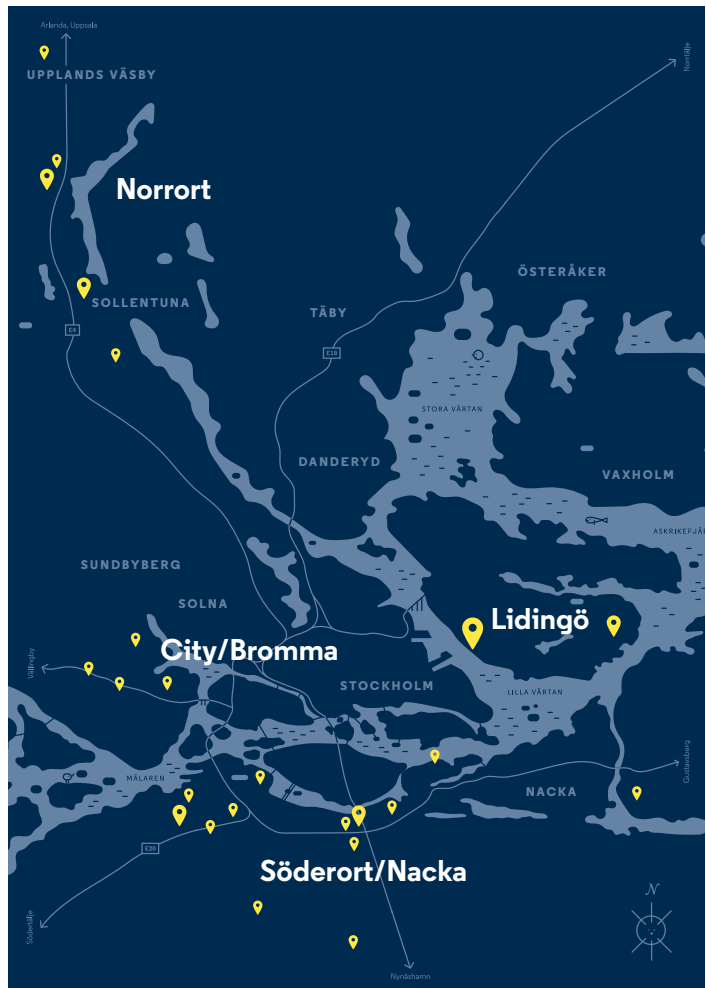 Arlanda, Uppsala
Norrtälje
UPPLANDS VÄSBY
Norrort
ÖSTERÅKER
SOLLENTUNA
TÄBY
E4
E18
STORA VÄRTAN
DANDERYD
VAXHOLM
ASKRIKEFJÄ
SUNDBYBERG
SOLNA
Lidingö
City/Bromma
Vällingby
STOCKHOLM
LILLA VÄRTAN
Gustavsberg
MÄLAREN
NACKA
E20
Söderort/Nacka
N
Södertälje
Nynäshamn